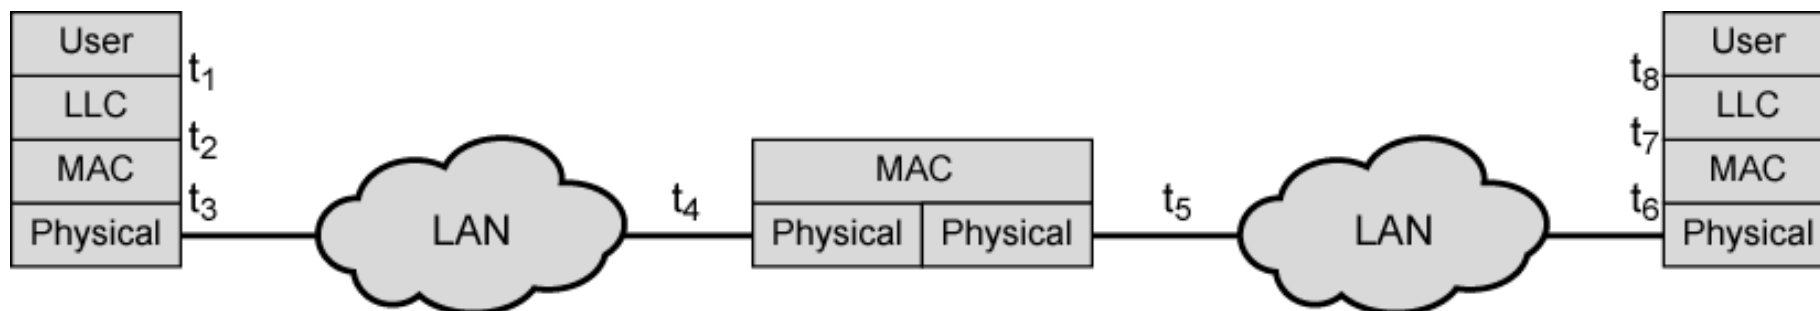 User
t1
LLC
t2
MAC
t3
Physical
LAN
t4
MAC
Physical Physical
t5
LAN
User
t8
LLC
t7
MAC
t6
Physical